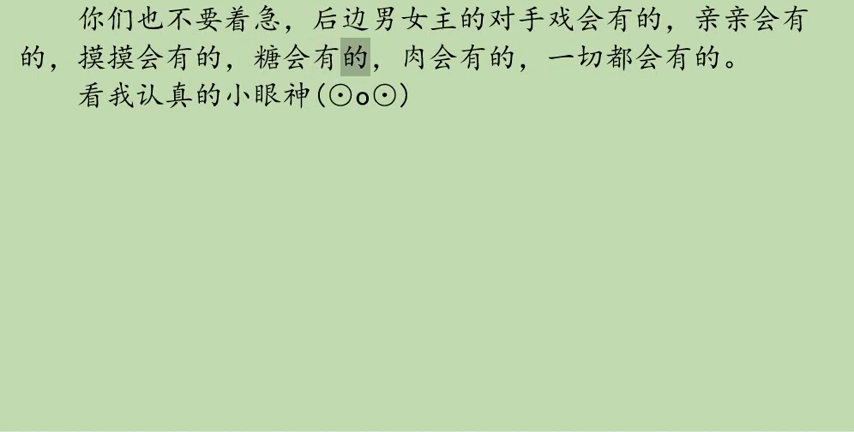 你们也不要着急，后边男女主的对手戏会有的，亲亲会有
的，摸摸会有的，糖会有的，肉会有的，一切都会有的。
看我认真的小眼神(⊙o⊙)